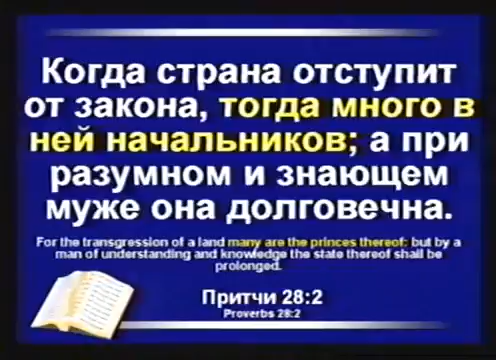 Когда страна отступит
от закона, тогда много в
ней начальников; а при
разумном и знающем
муже она долговечна.
For the transgression of a land many are the princes thereof: but by a
man of understanding and knowledge the state thereof shall be
prolonged.
Притчи 28:2
Proverbs 28:2